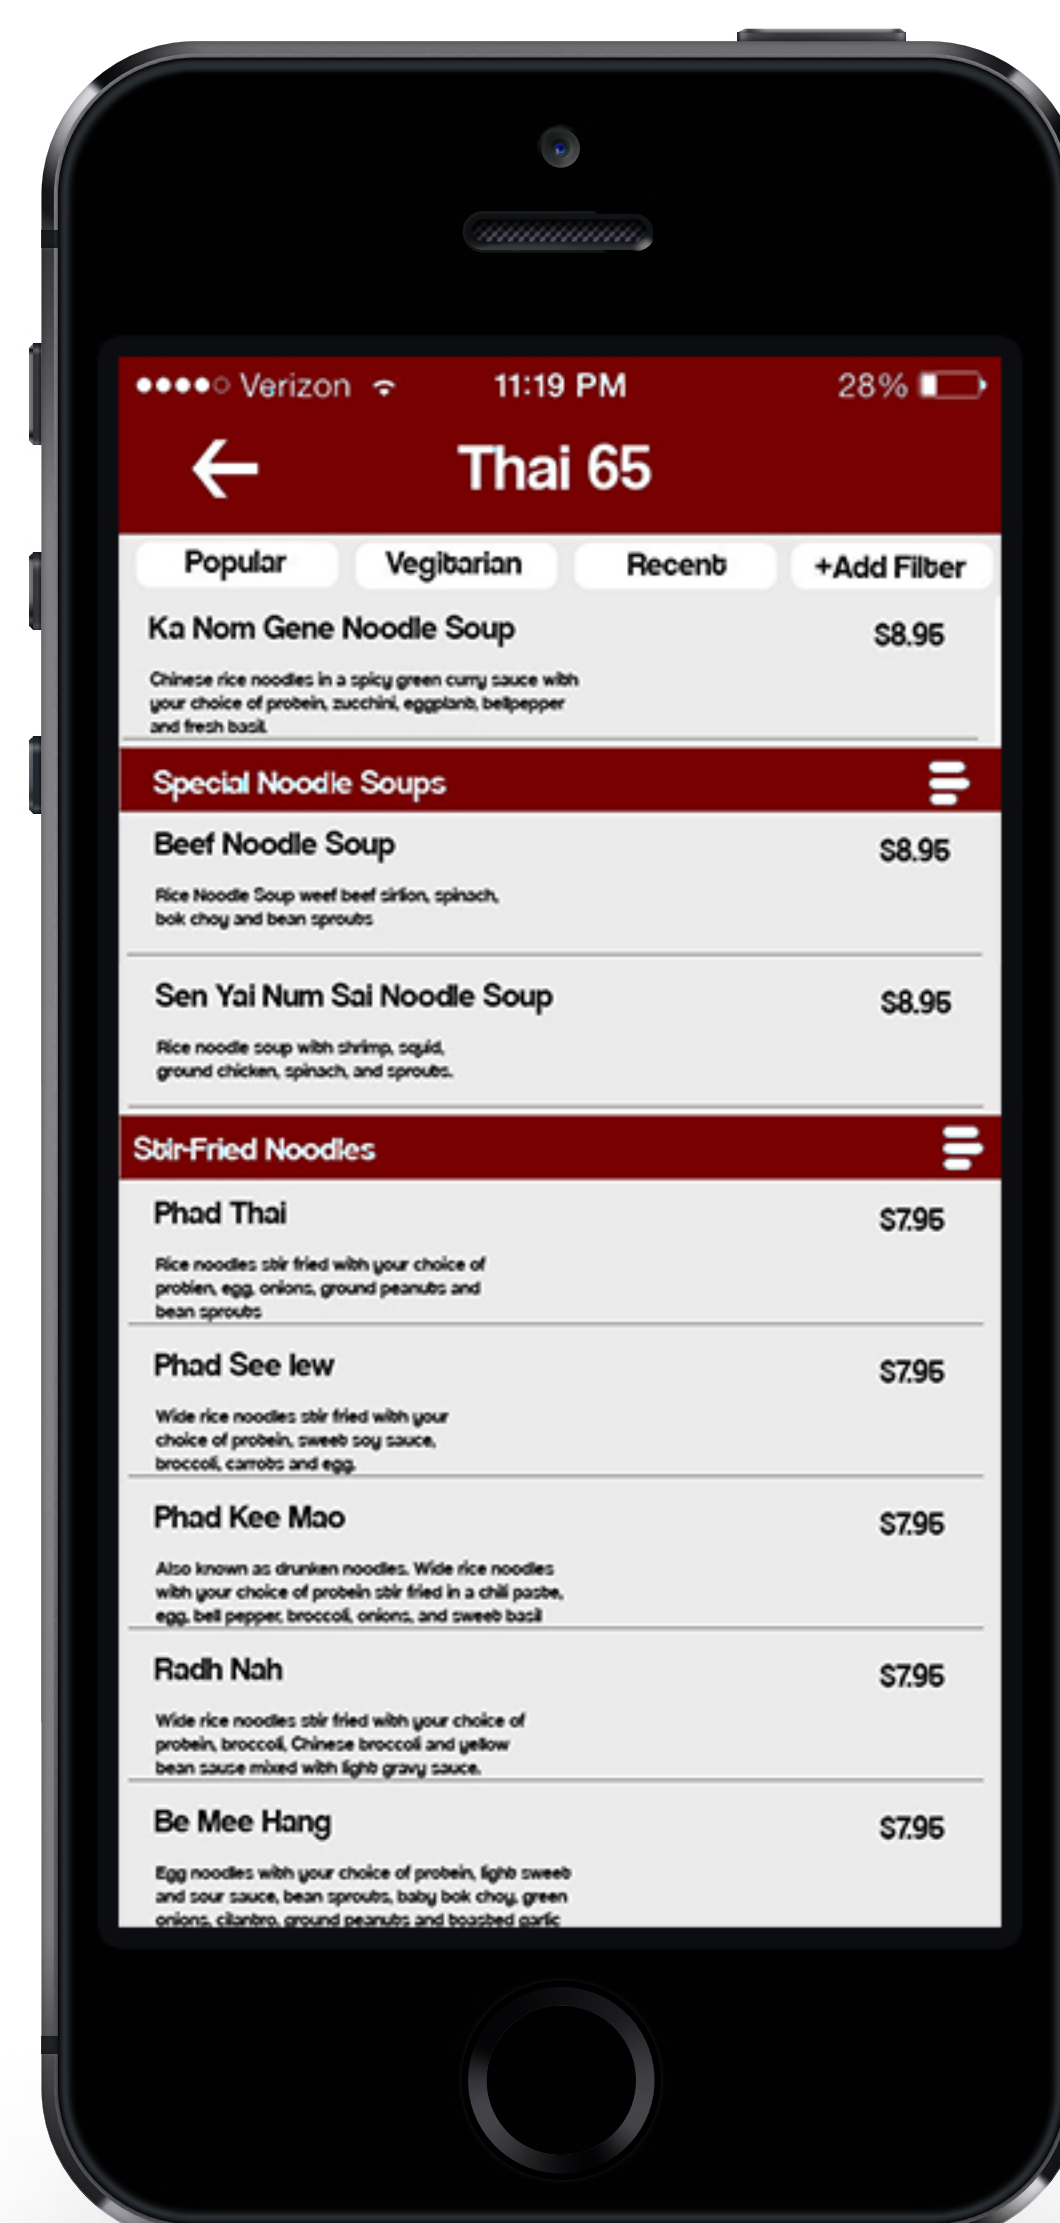 Verizon 11:19 PM 28%
Thai 65
Popular Vegitarian Recent +Add Filter
Ka Nom Gene Noodle Soup $8.95
Chinese rice noodles in a spicy green curry sauce with
your choice of protein, zucchini, eggplant, bellpepper
and fresh basil.
Special Noodle Soups
Beef Noodle Soup $8.95
Rice Noodle Soup weef beef sirlion, spinach,
bok choy and bean sprouts
Sen Yai Num Sai Noodle Soup $8.95
Rice noodle soup with shrimp, squid,
ground chicken, spinach, and sprouts.
Stir-Fried Noodles
Phad Thai $7.95
Rice noodles stir fried with your choice of
protien, egg, onions, ground peanuts and
bean sprouts
Phad See Iew $7.95
Wide rice noodles stir fried with your
choice of protein, sweet soy sauce,
broccoli, carrots and egg.
Phad Kee Mao $7.95
Also known as drunken noodles. Wide rice noodles
with your choice of protein stir fried in a chili paste,
egg, bell pepper, broccoli, onions, and sweet basil
Radh Nah $7.95
Wide rice noodles stir fried with your choice of
protein, broccoli, Chinese broccoli and yellow
bean sause mixed with light gravy sauce.
Be Mee Hang $7.95
Egg noodles with your choice of protein, light sweet
and sour sauce, bean sprouts, baby bok choy, green
onions, cilantro, ground peanuts and toasted garlic